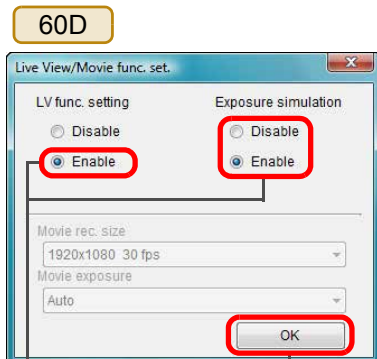 60D
Live View/Movie func. set.
LV func. setting Exposure simulation
Disable Disable
Enable Enable
Movie rec. size
1920x1080 30 fps
Movie exposure
Auto
OK